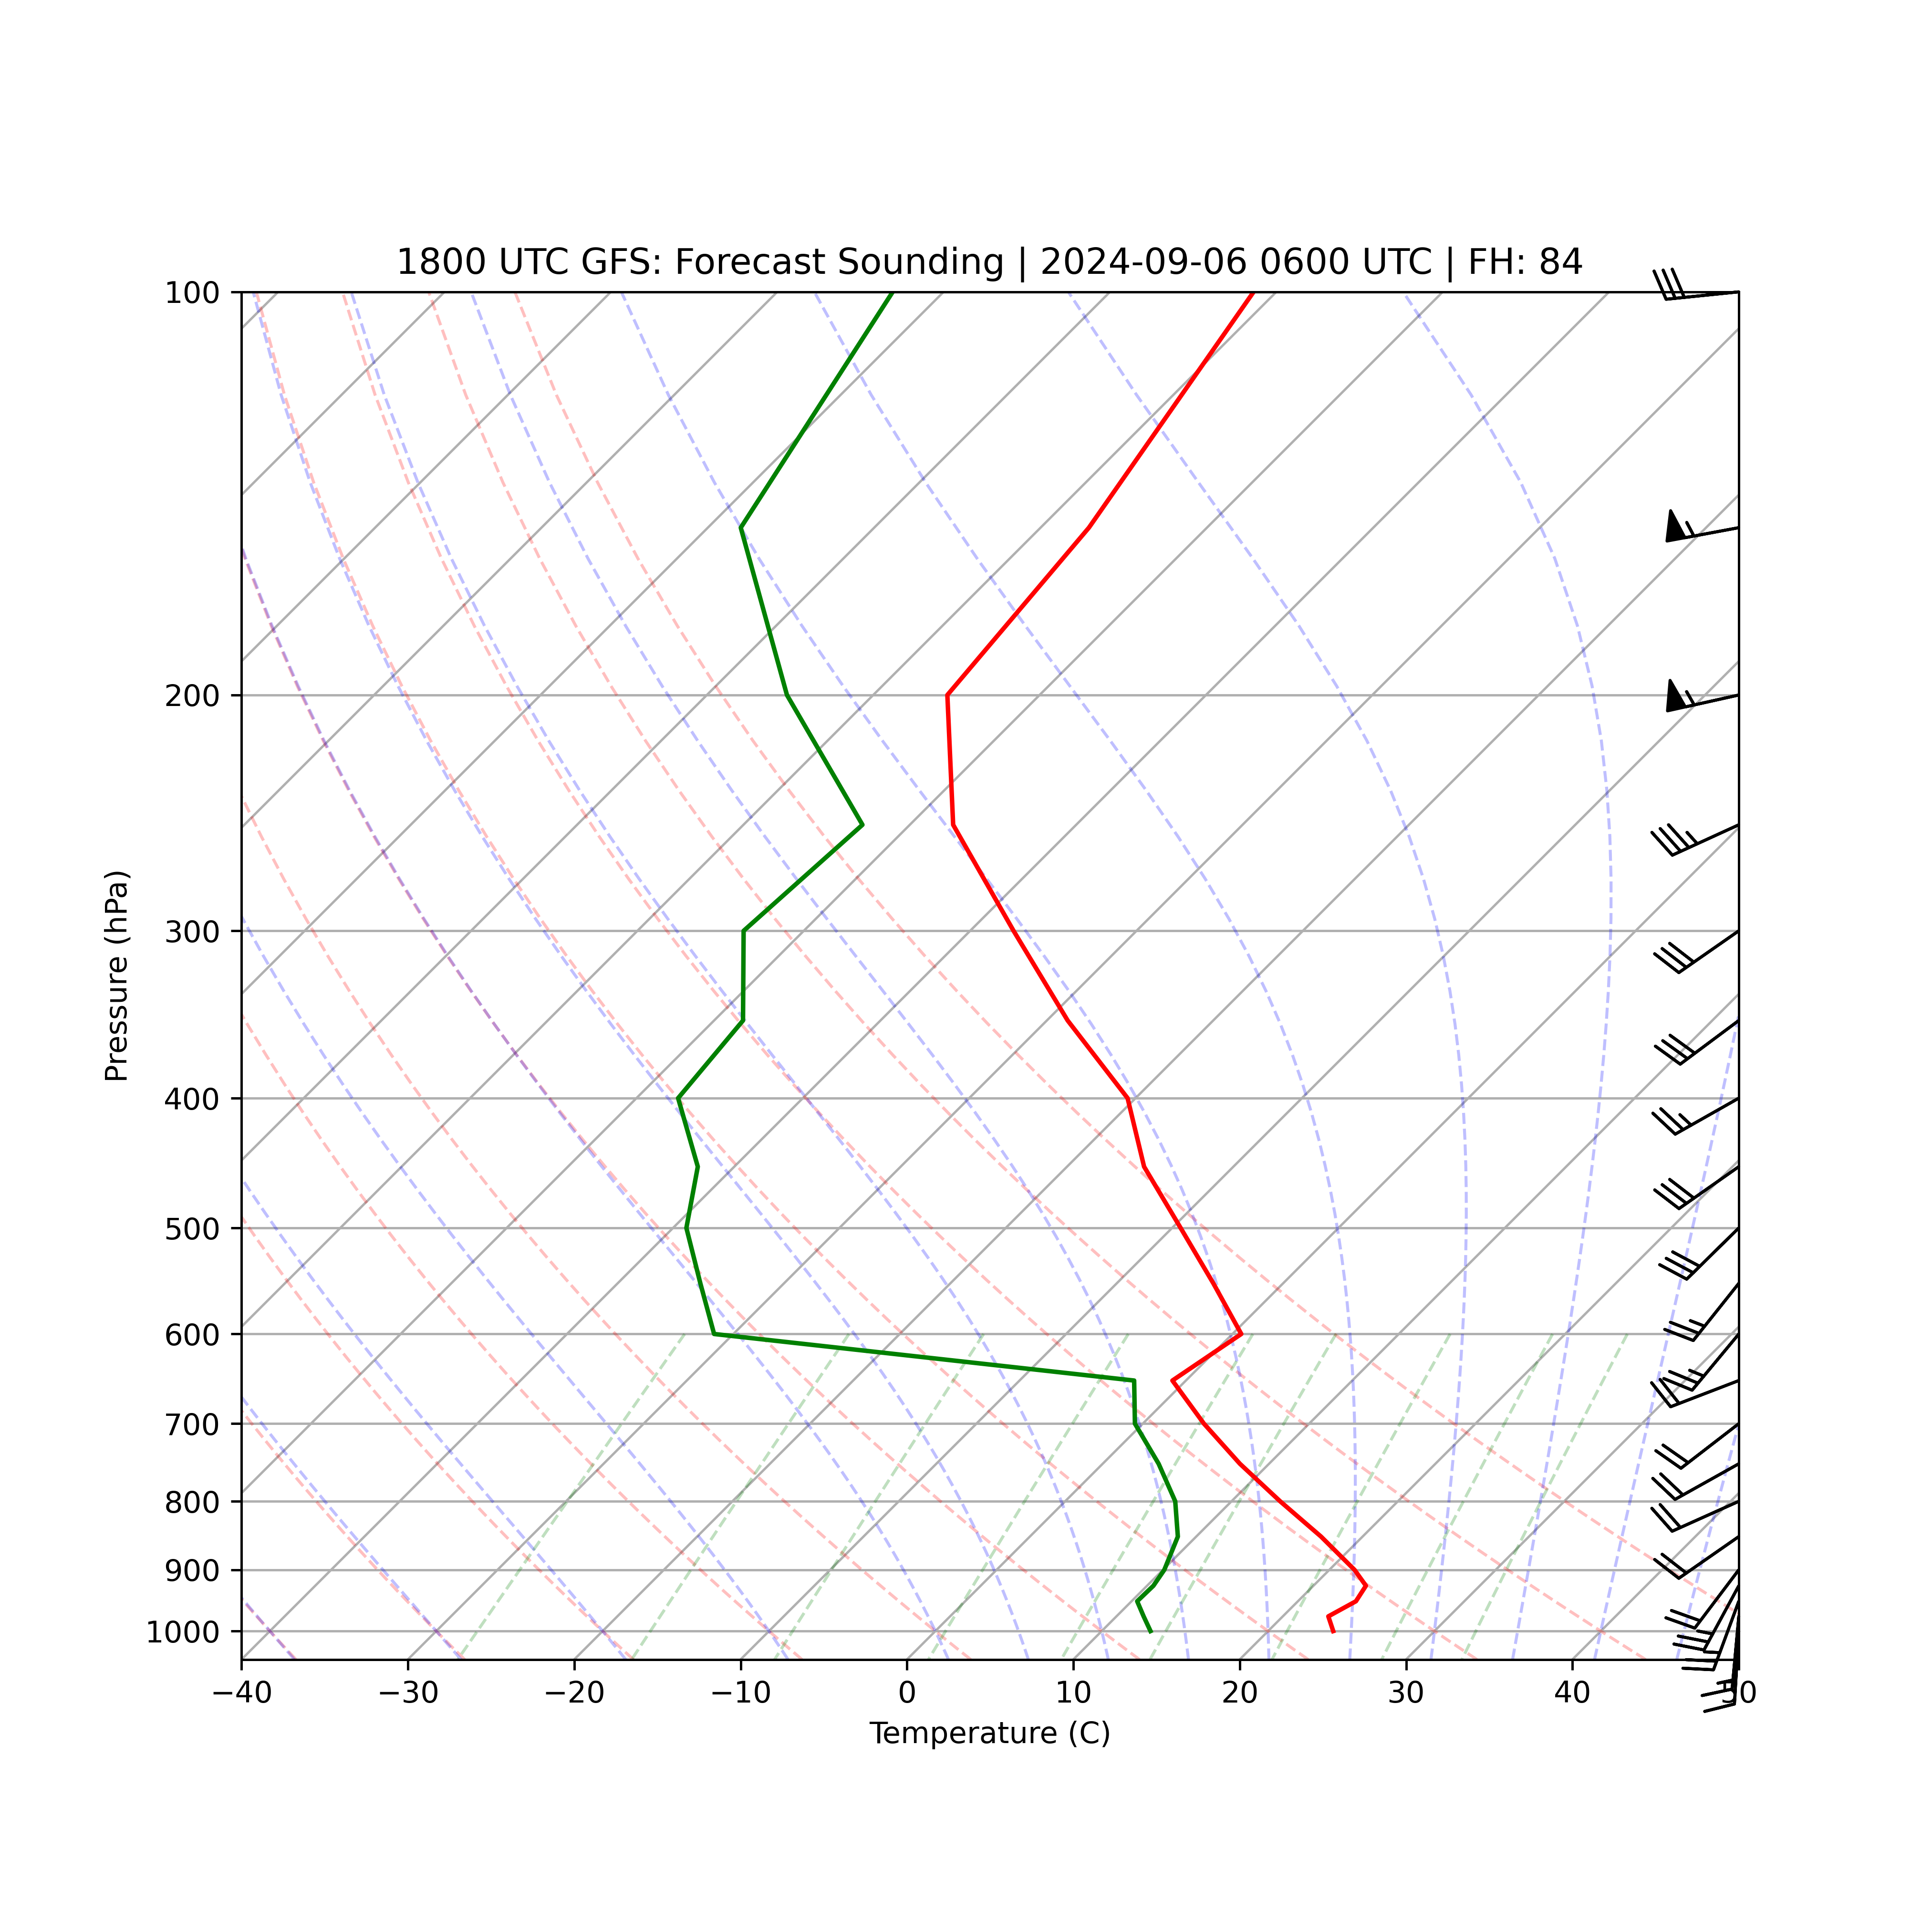 1800 UTC GFS: Forecast Sounding | 2024-09-06 0600 UTC | FH: 84
100
200
300
400
500
600
700
800
900
1000
Pressure (hPa)
−40 −30 −20 −10 0 10 20 30 40 50
Temperature (C)